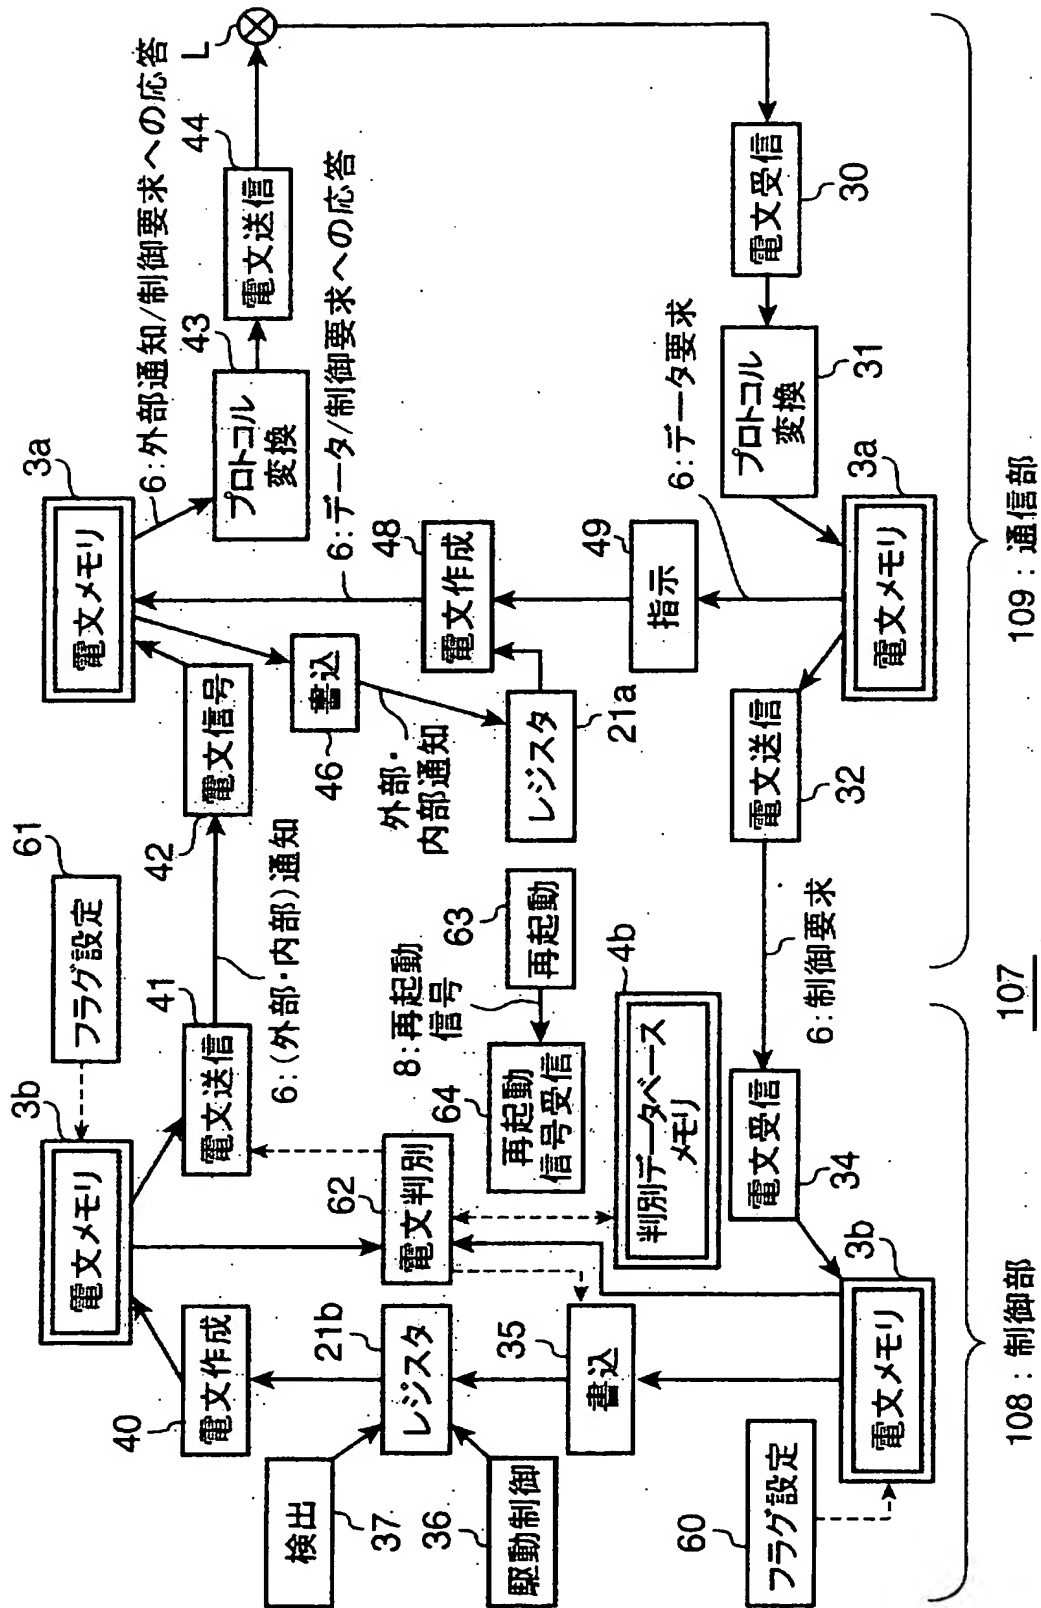 61
フラグ設定
3b
電文メモリ
41
電文送信
6:(外部・内部)通知
42
電文信号
3a
電文メモリ
6:外部通知/制御要求への応答
43
プロトコル
変換
44
電文送信
L
40
電文作成
62
電文判別
8:再起動
信号
63
再起動
64
再起動
信号受信
46
書込
外部・
内部通知
6:データ/制御要求への応答
48
電文作成
検出
37
21b
レジスタ
駆動制御
36
35
書込
4b
判別データベース
メモリ
レジスタ
21a
49
指示
6:データ要求
電文受信
30
プロトコル
変換
31
3a
電文メモリ
電文送信
32
6:制御要求
電文受信
34
3b
電文メモリ
60
フラグ設定
108:制御部
107
109:通信部